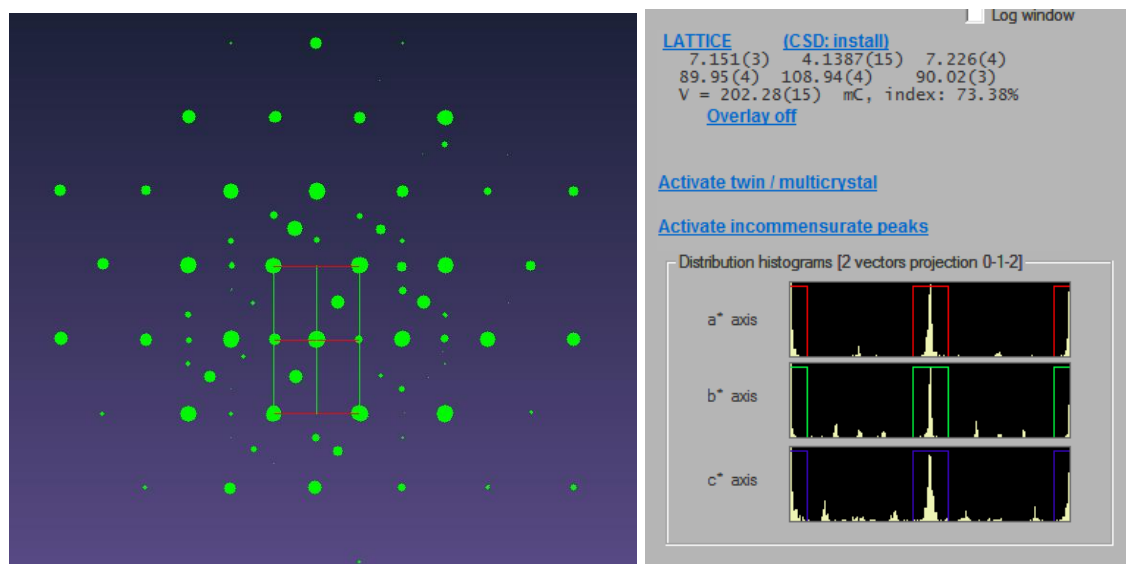 Log window
LATTICE (CSD: install)
7.151(3) 4.1387(15) 7.226(4)
89.95(4) 108.94(4) 90.02(3)
V = 202.28(15) mC, index: 73.38%
Overlay off
Activate twin / multicrystal
Activate incommensurate peaks
Distribution histograms [2 vectors projection 0-1-2]
a* axis
b* axis
c* axis